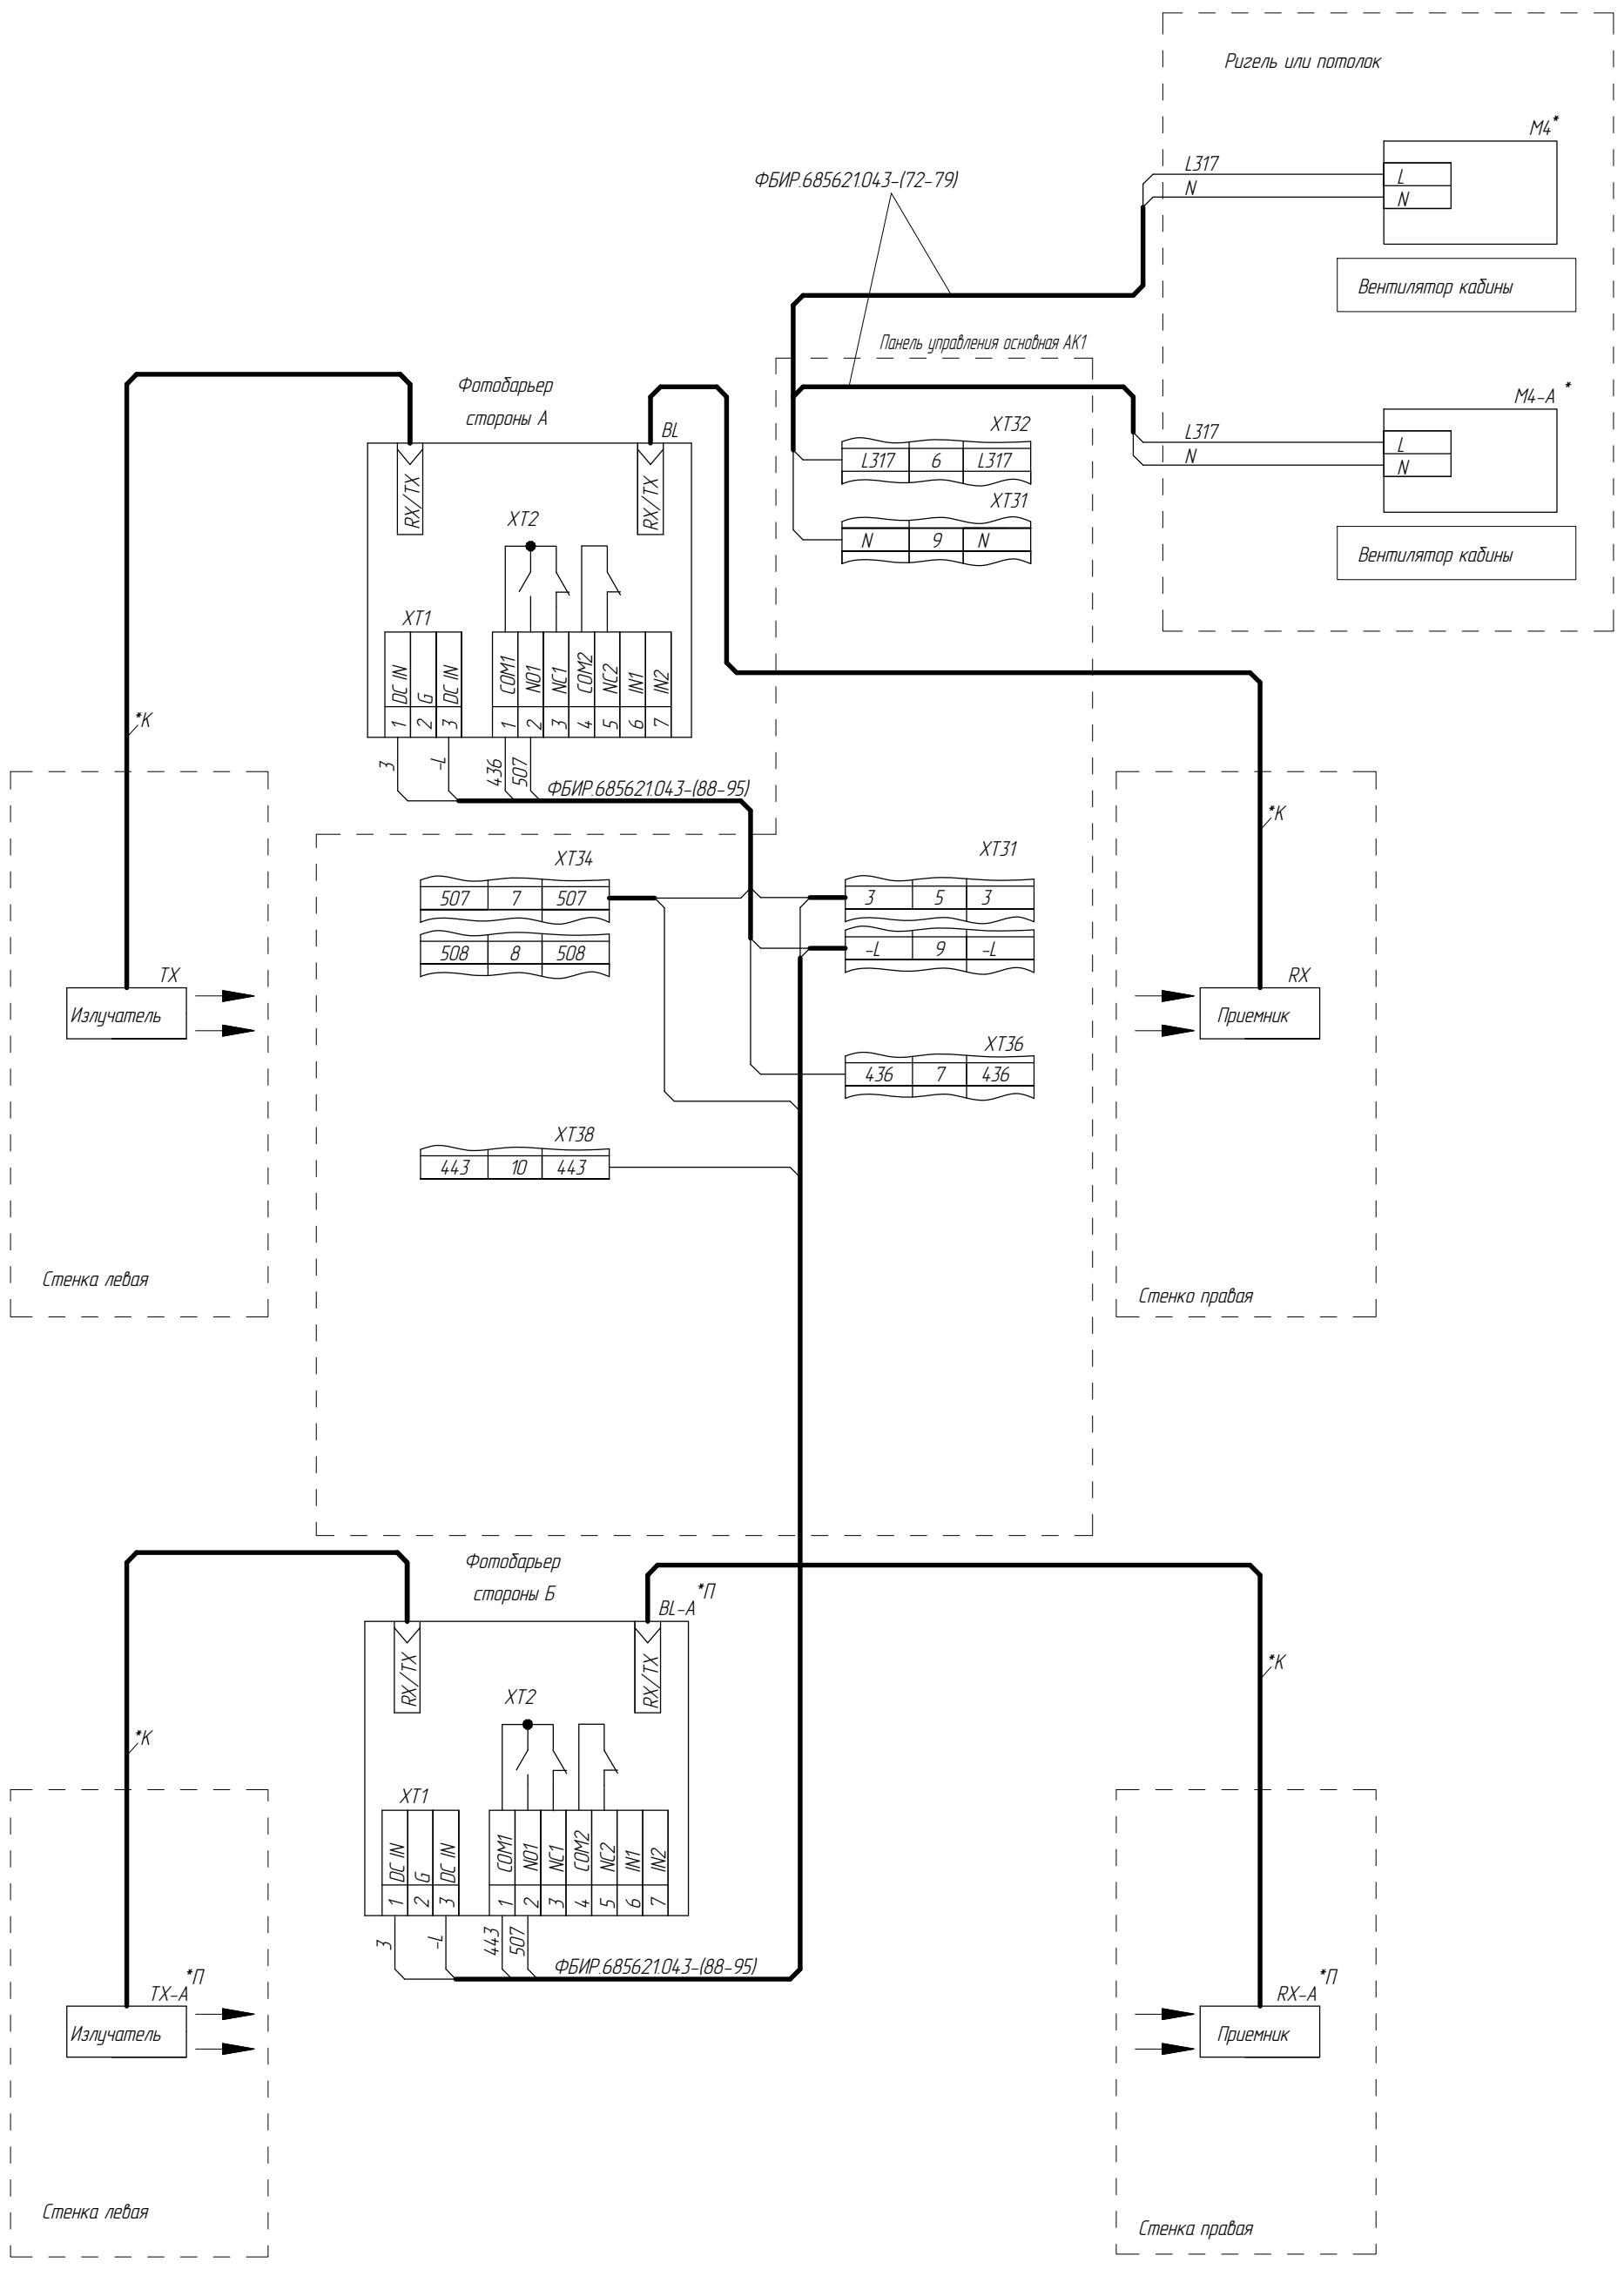 Ригель или потолок
M4*
L317
N
L
N
ФБИР.685621.043-(72-79)
Вентилятор кабины
Панель управления основная АК1
Фотобарьер
стороны А
BL
RX/TX
RX/TX
XT32
L317 6 L317
XT31
N 9 N
M4-A *
L317
N
L
N
Вентилятор кабины
XT2
XT1
1 DC IN
2 G
3 DC IN
1 COM1
2 NO1
3 NC1
4 COM2
5 NC2
6 IN1
7 IN2
*К
3
-L
436
507
ФБИР.685621.043-(88-95)
*К
XT34
507 7 507
508 8 508
XT31
3 5 3
-L 9 -L
TX
Излучатель
RX
Приемник
XT36
436 7 436
XT38
443 10 443
Стенка левая
Стенко правая
Фотобарьер
стороны Б
BL-A *П
RX/TX
RX/TX
*К
XT2
*К
XT1
1 DC IN
2 G
3 DC IN
1 COM1
2 NO1
3 NC1
4 COM2
5 NC2
6 IN1
7 IN2
3
-L
443
507
ФБИР.685621.043-(88-95)
TX-A *П
Излучатель
RX-A *П
Приемник
Стенка левая
Стенка правая